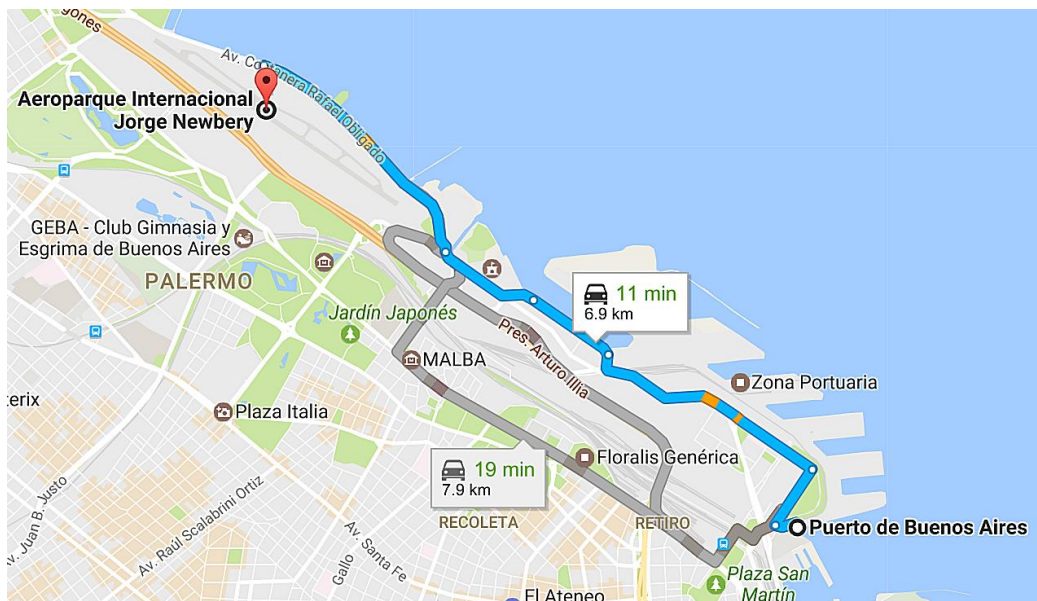 gones
Av. Costanera Rafael Obligado
Aeroparque Internacional
Jorge Newbery
GEBA - Club Gimnasia y
Esgrima de Buenos Aires
PALERMO
11 min
6.9 km
Jardín Japonés
Pres. Arturo Illia
MALBA
Zona Portuaria
terix
Plaza Italia
19 min
7.9 km
Floralis Genérica
Av. Juan B. Justo
Av. Raúl Scalabrini Ortiz
RECOLETA
RETIRO
Puerto de Buenos Aires
Av. Santa Fe
Gallo
Plaza San
Martín
El Ateneo